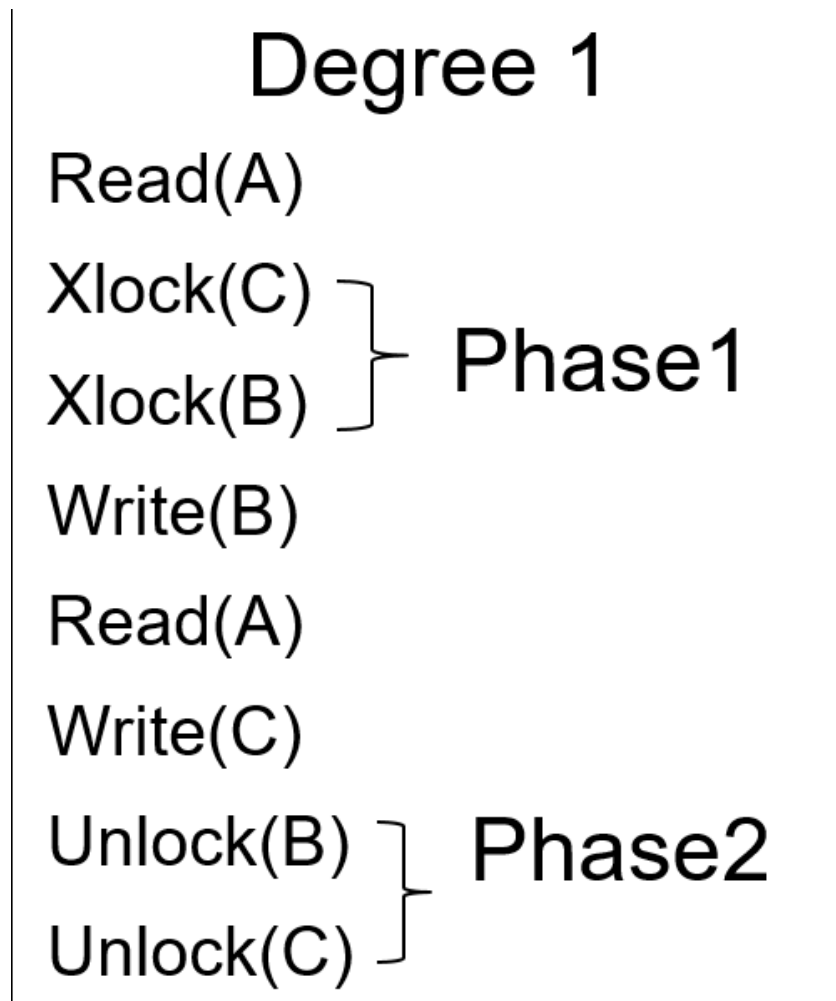 Degree 1
Read(A)
Xlock(C)
Phase1
Xlock(B)
Write(B)
Read(A)
Write(C)
Unlock(B)
Phase2
Unlock(C)